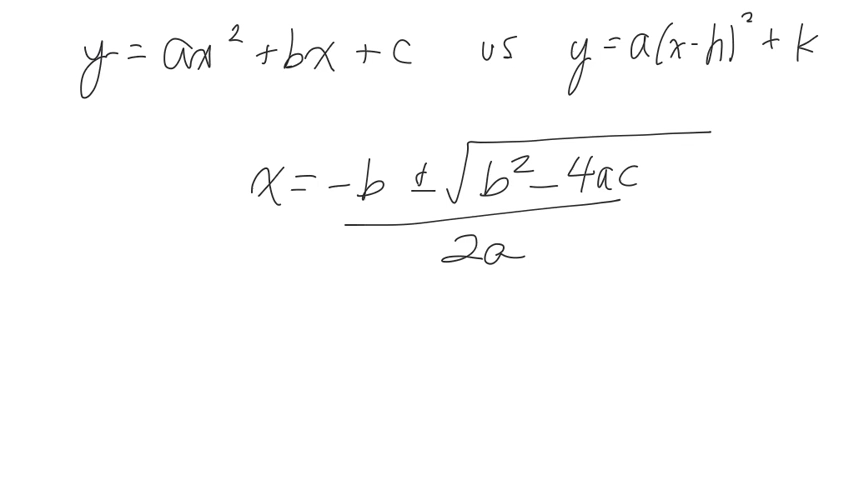 y = ax² + bx + c vs y = a(x-h)² + k
x = -b ± √b² - 4ac
2a